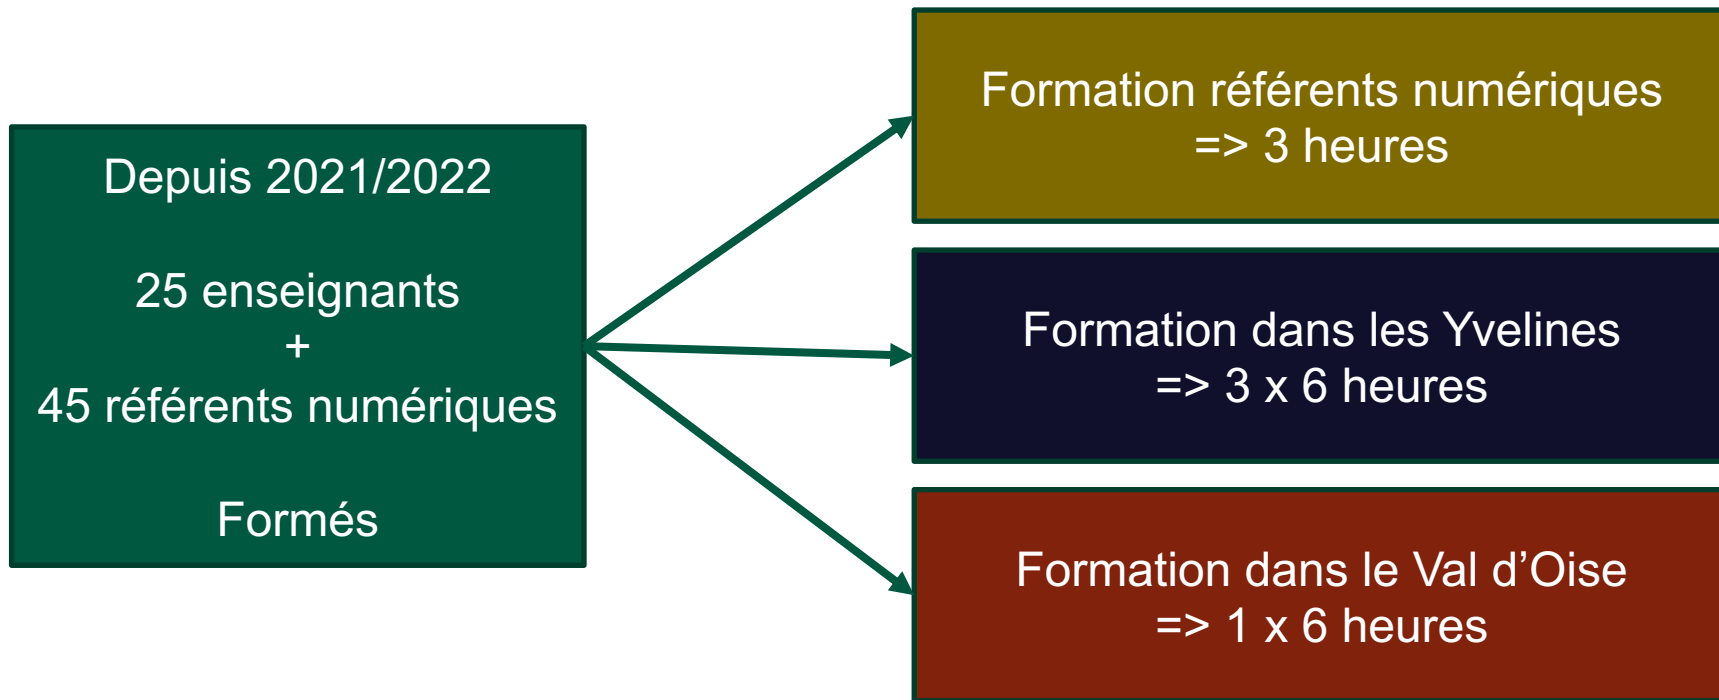 Depuis 2021/2022
25 enseignants
+
45 référents numériques
Formés
Formation référents numériques
=> 3 heures
Formation dans les Yvelines
=> 3 x 6 heures
Formation dans le Val d’Oise
=> 1 x 6 heures